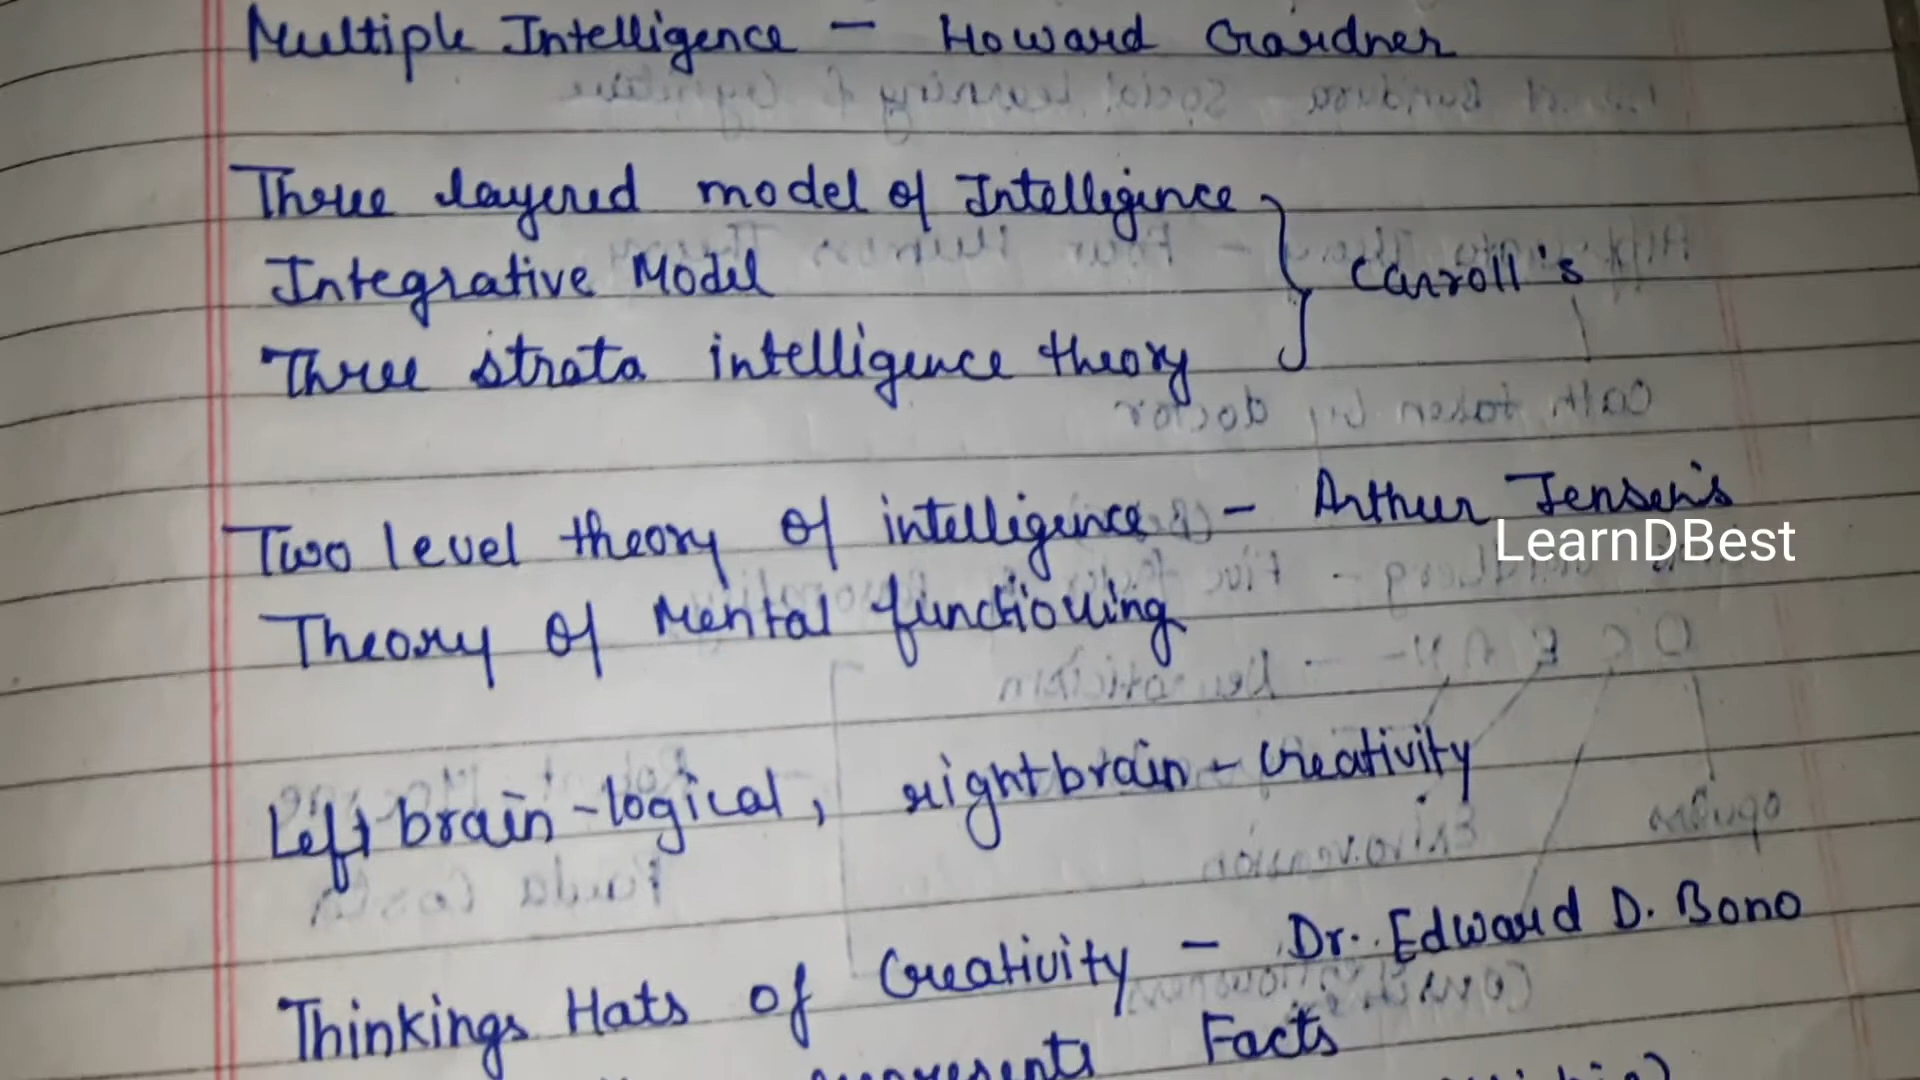 Multiple Intelligence - Howard Gardner
Three layered model of Intelligence
Integrative Model
Carroll's
Three strata intelligence theory
Two level theory of intelligence - Arthur Jensen's
LearnDBest
Theory of Mental functioning
Left brain - logical, right brain - creativity
Thinkings Hats of Creativity - Dr. Edward D. Bono
represents Facts